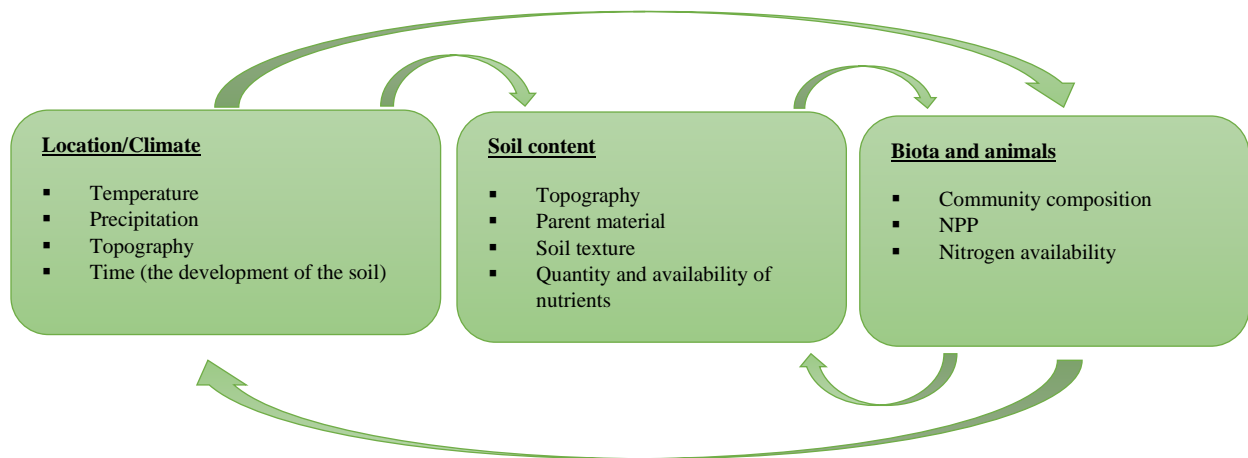 Location/Climate
▪ Temperature
▪ Precipitation
▪ Topography
▪ Time (the development of the soil)
Soil content
▪ Topography
▪ Parent material
▪ Soil texture
▪ Quantity and availability of
nutrients
Biota and animals
▪ Community composition
▪ NPP
▪ Nitrogen availability